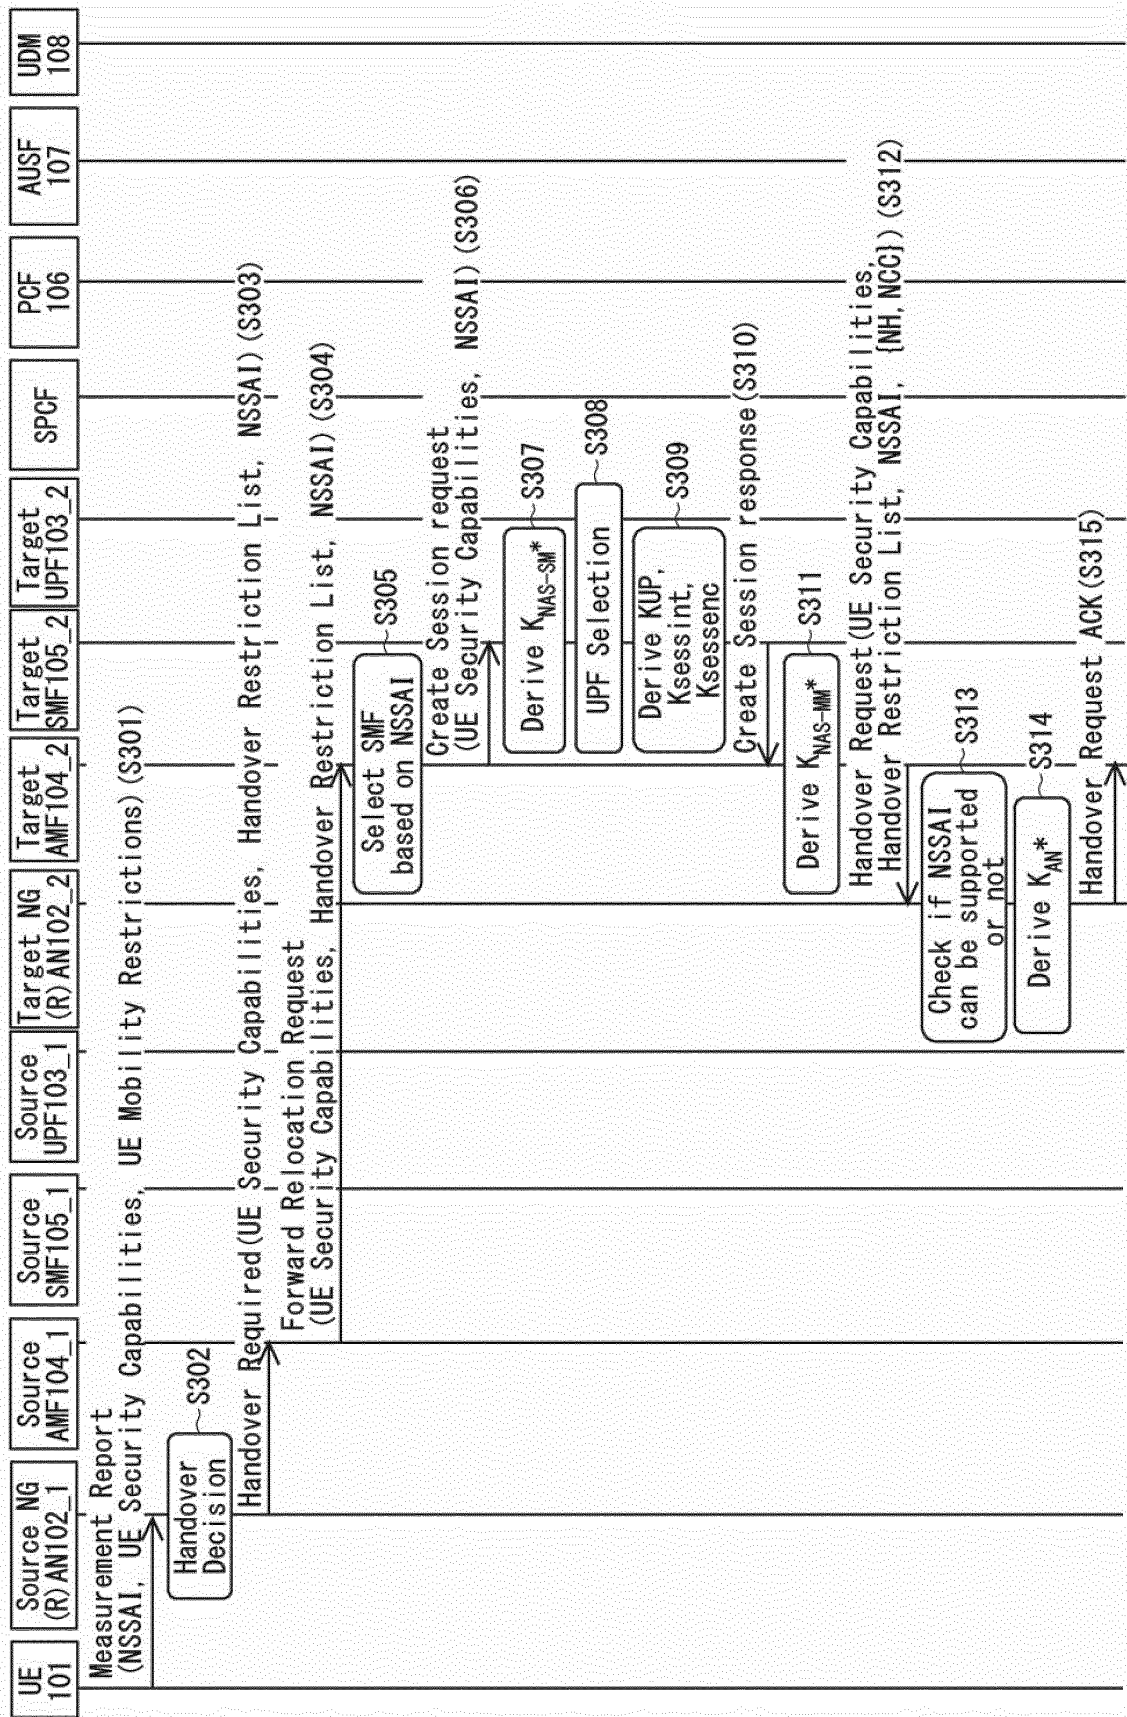 UE
101
Source NG
(R)AN102_1
Source
AMF104_1
Source
SMF105_1
Source
UPF103_1
Target NG
(R)AN102_2
Target
AMF104_2
Target
SMF105_2
Target
UPF103_2
SPCF
PCF
106
AUSF
107
UDM
108
Measurement Report
(NSSAI, UE Security Capabilities, UE Mobility Restrictions)(S301)
Handover
Decision
S302
Handover Required(UE Security Capabilities, Handover Restriction List, NSSAI)(S303)
Forward Relocation Request
(UE Security Capabilities, Handover Restriction List, NSSAI)(S304)
Select SMF
based on NSSAI
S305
Create Session request
(UE Security Capabilities, NSSAI)(S306)
Derive KNAS-SM*
S307
UPF Selection
S308
Derive KUP,
Ksessint,
Ksessenc
S309
Create Session response(S310)
Derive KNAS-MM*
S311
Handover Request(UE Security Capabilities,
Handover Restriction List, NSSAI, {NH,NCC})(S312)
Check if NSSAI
can be supported
or not
S313
Derive KAN*
S314
Handover Request ACK(S315)